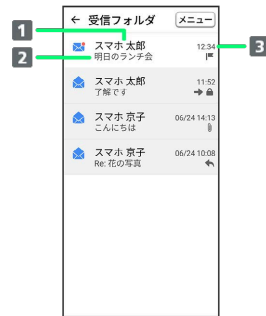 ← 受信フォルダ メニュー
1
スマホ 太郎 12:34
3
2
明日のランチ会
スマホ 太郎 11:52
了解です
スマホ 京子 06/24 14:13
こんにちは
スマホ 京子 06/24 10:08
Re: 花の写真